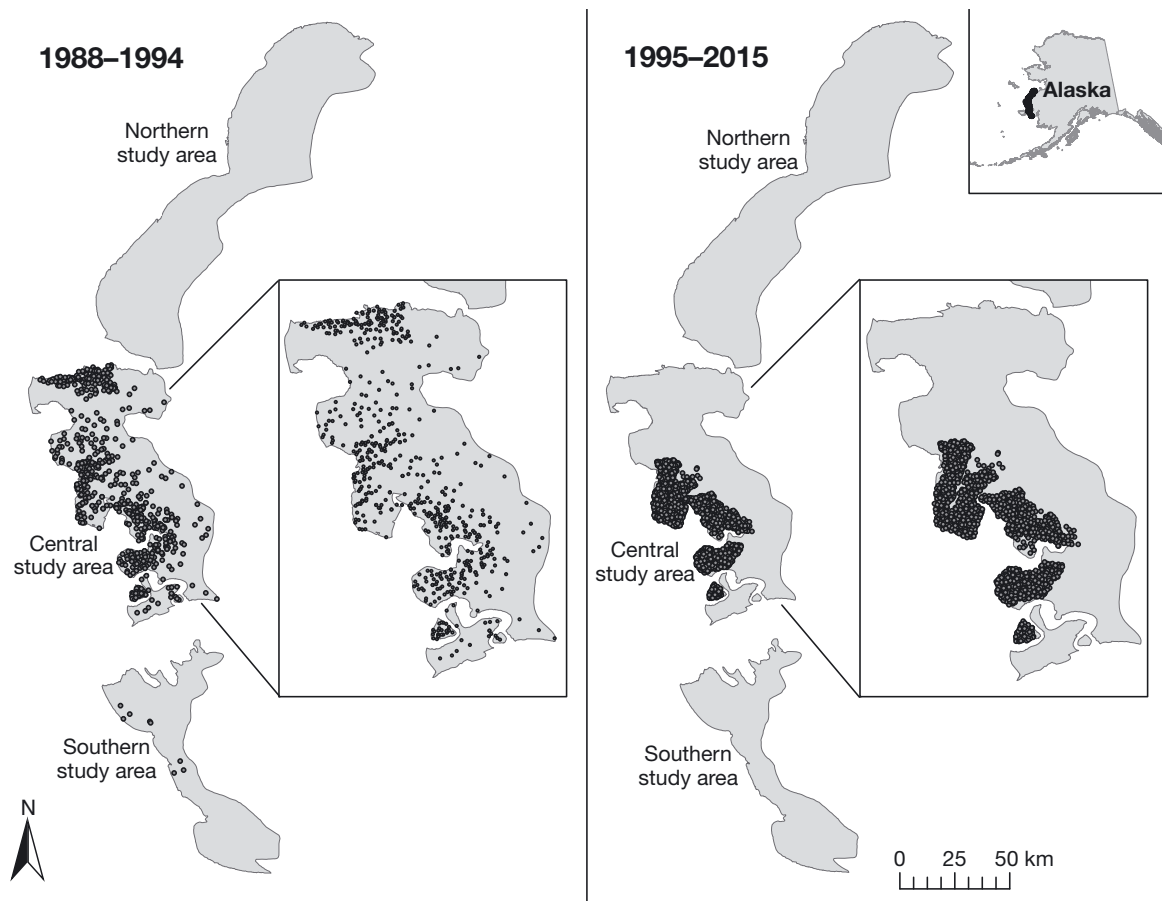 1988–1994
Northern
study area
Central
study area
Southern
study area
N
1995–2015
Alaska
Northern
study area
Central
study area
Southern
study area
0 25 50 km